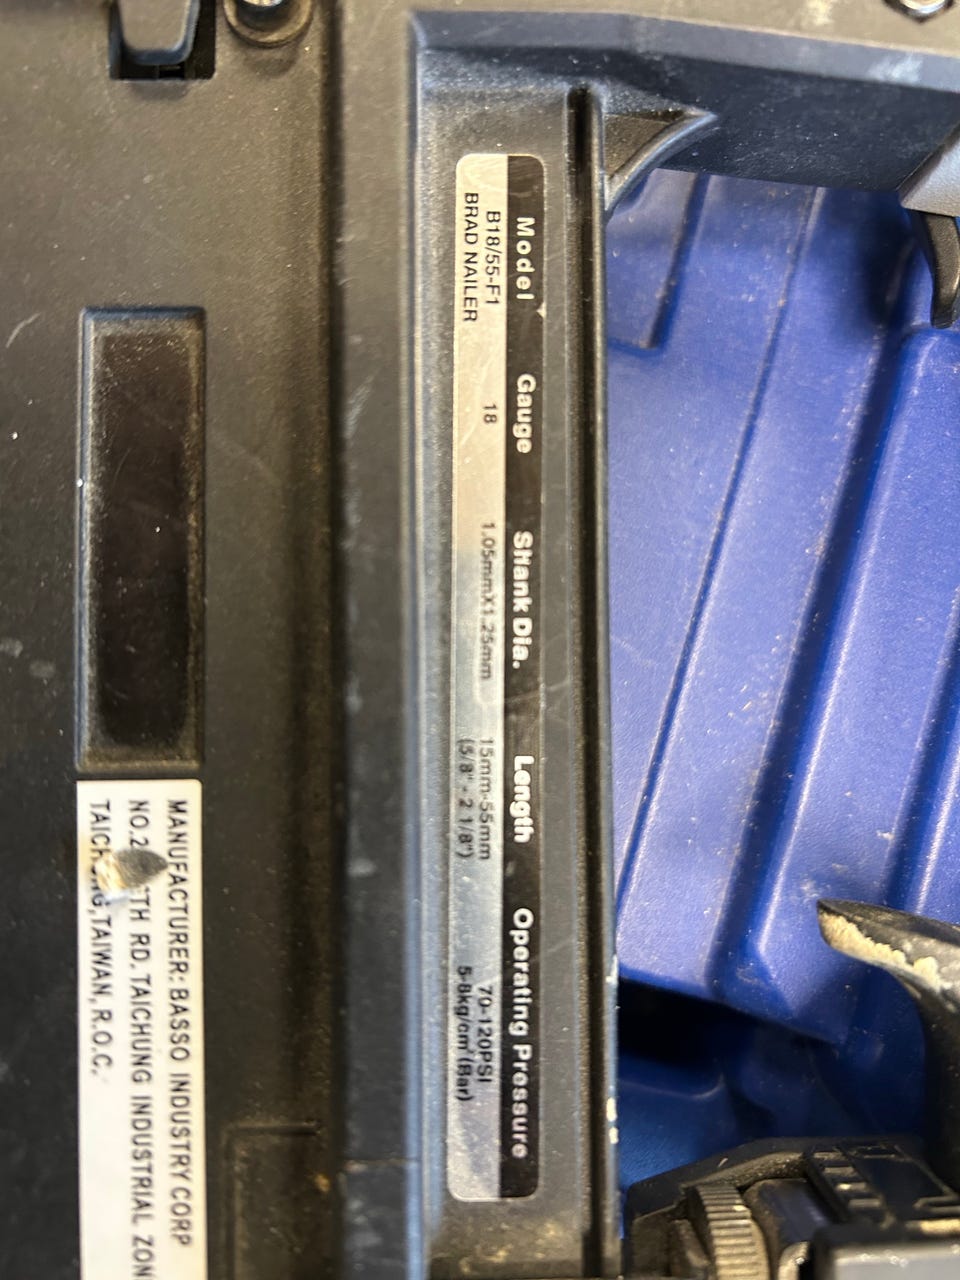 Model Gauge Shank Dia. Length Operating Pressure
B18/55-F1 18 1.05mmX1.25mm 15mm-55mm 70-120PSI
BRAD NAILER (5/8" - 2 1/8") 5-8kg/cm² (Bar)
MANUFACTURER: BASSO INDUSTRY CORP
NO.2 TH RD. TAICHUNG INDUSTRIAL
TAIWAN, R.O.C.